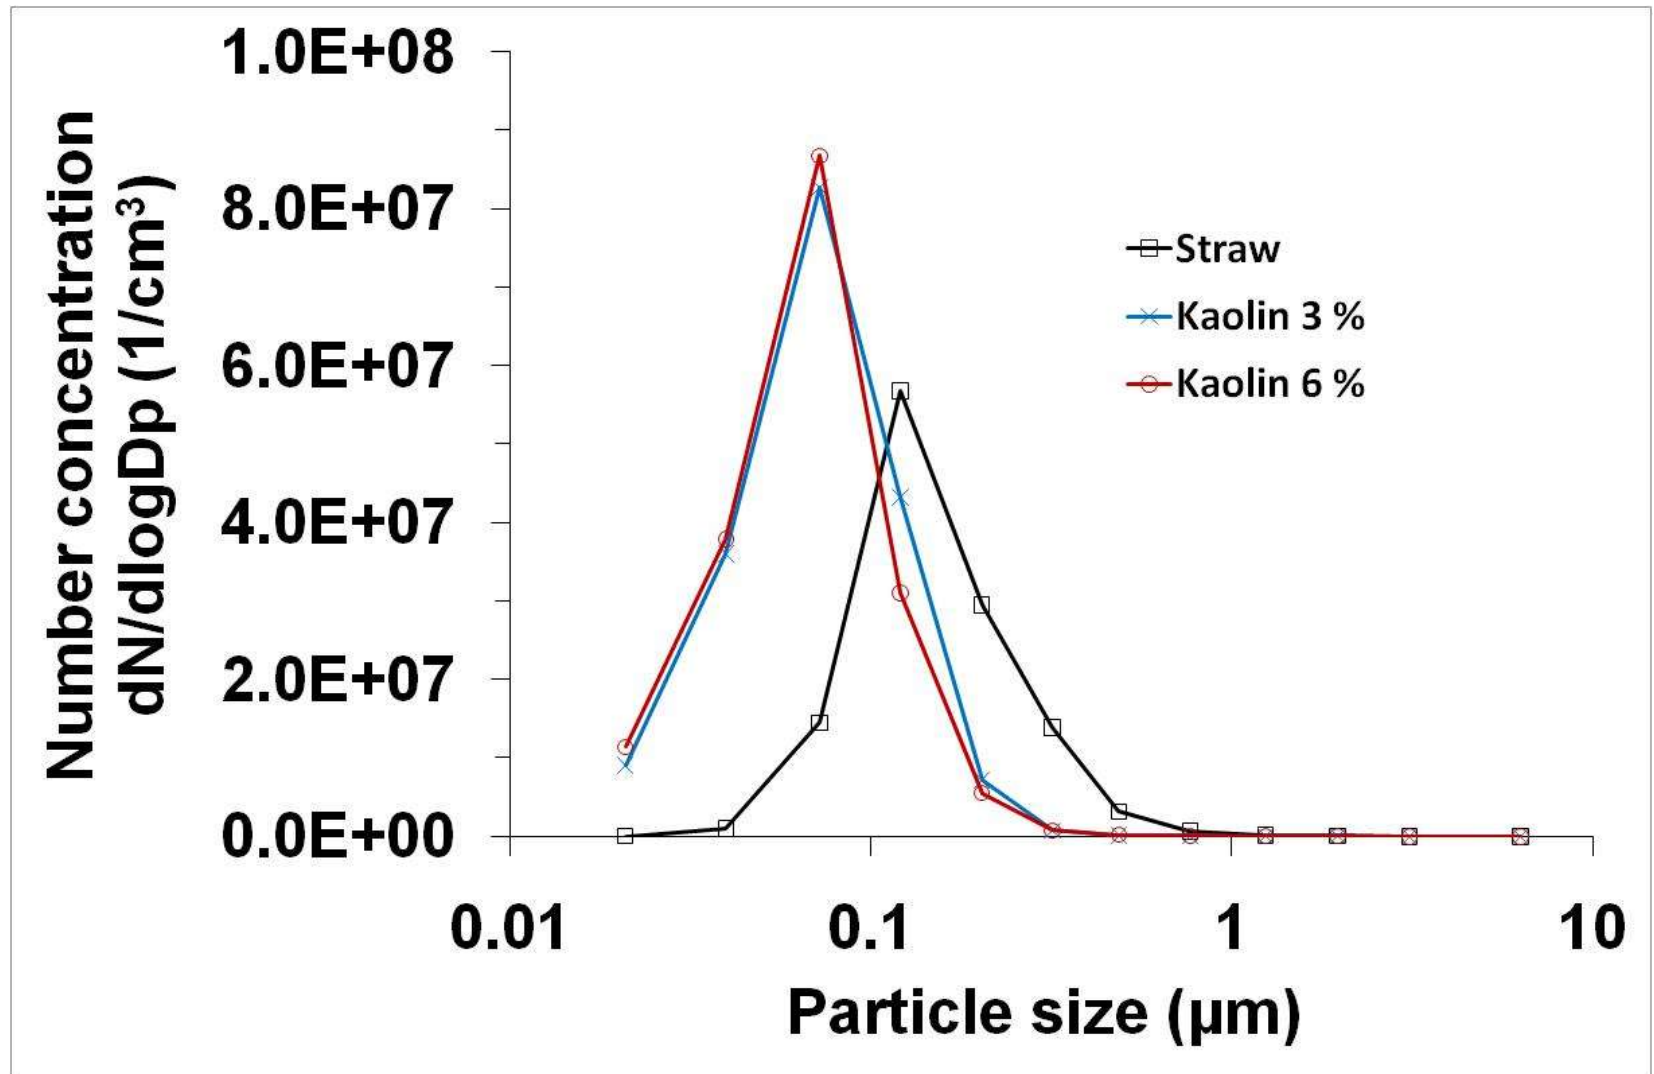 Number concentration
dN/dlogDp (1/cm³)
1.0E+08
8.0E+07
6.0E+07
4.0E+07
2.0E+07
0.0E+00
Straw
Kaolin 3 %
Kaolin 6 %
0.01 0.1 1 10
Particle size (µm)